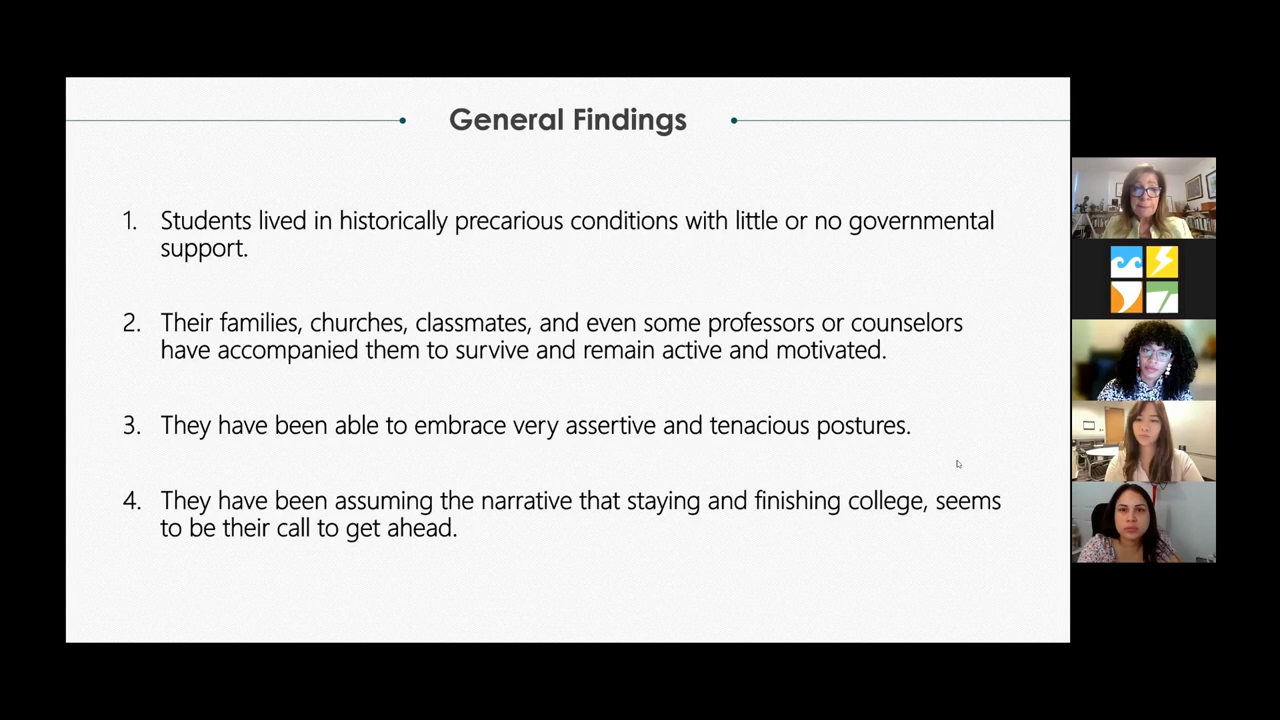 General Findings
1. Students lived in historically precarious conditions with little or no governmental
support.
2. Their families, churches, classmates, and even some professors or counselors
have accompanied them to survive and remain active and motivated.
3. They have been able to embrace very assertive and tenacious postures.
4. They have been assuming the narrative that staying and finishing college, seems
to be their call to get ahead.